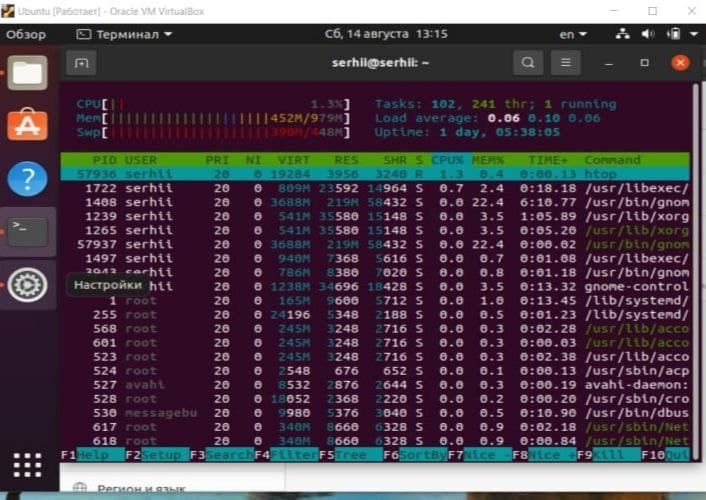 Ubuntu [Работает] - Oracle VM VirtualBox
Обзор Терминал Сб, 14 августа 13:15 en
serhii@serhii: ~
CPU[|| 1.3%] Tasks: 102, 241 thr; 1 running
Mem[ 452M/979M] Load average: 0.06 0.10 0.06
Swp[ 390M/448M] Uptime: 1 day, 05:38:05
PID USER PRI NI VIRT RES SHR S CPU% MEM% TIME+ Command
57936 serhii 20 0 19284 3956 3240 R 1.3 0.4 0:00.13 htop
1722 serhii 20 0 809M 23592 14964 S 0.7 2.4 0:18.18 /usr/libexec/
1408 serhii 20 0 3688M 219M 58432 S 0.0 22.4 6:10.77 /usr/bin/gnom
1239 serhii 20 0 541M 35580 15148 S 0.0 3.5 1:05.89 /usr/lib/xorg
1265 serhii 20 0 541M 35580 15148 S 0.0 3.5 0:05.20 /usr/lib/xorg
57937 serhii 20 0 3688M 219M 58432 S 0.0 22.4 0:00.02 /usr/bin/gnom
1497 serhii 20 0 940M 7368 5616 S 0.0 0.7 0:01.08 /usr/libexec/
3943 serhii 20 0 786M 8380 7020 S 0.0 0.8 0:01.18 /usr/bin/gnom
serhii 20 0 1238M 34696 18428 S 0.0 3.5 0:13.32 gnome-control
Настройки
1 root 20 0 165M 9600 5712 S 0.0 1.0 0:13.45 /lib/systemd/
255 root 20 0 24196 5348 2188 S 0.0 0.5 0:01.23 /lib/systemd/
568 root 20 0 245M 3248 2716 S 0.0 0.3 0:02.28 /usr/lib/acco
601 root 20 0 245M 3248 2716 S 0.0 0.3 0:00.03 /usr/lib/acco
523 root 20 0 245M 3248 2716 S 0.0 0.3 0:02.38 /usr/lib/acco
524 root 20 0 2548 676 652 S 0.0 0.1 0:00.13 /usr/sbin/acp
527 avahi 20 0 8532 2876 2644 S 0.0 0.3 0:00.19 avahi-daemon:
528 root 20 0 18052 2368 2220 S 0.0 0.2 0:00.20 /usr/sbin/cro
530 messagebu 20 0 9980 5376 3040 S 0.0 0.5 0:10.90 /usr/bin/dbus
617 root 20 0 340M 8660 6328 S 0.0 0.9 0:02.18 /usr/sbin/Net
618 root 20 0 340M 8660 6328 S 0.0 0.9 0:00.84 /usr/sbin/Net
F1Help F2Setup F3SearchF4FilterF5Tree F6SortByF7Nice -F8Nice +F9Kill F10Qui
Регион и язык